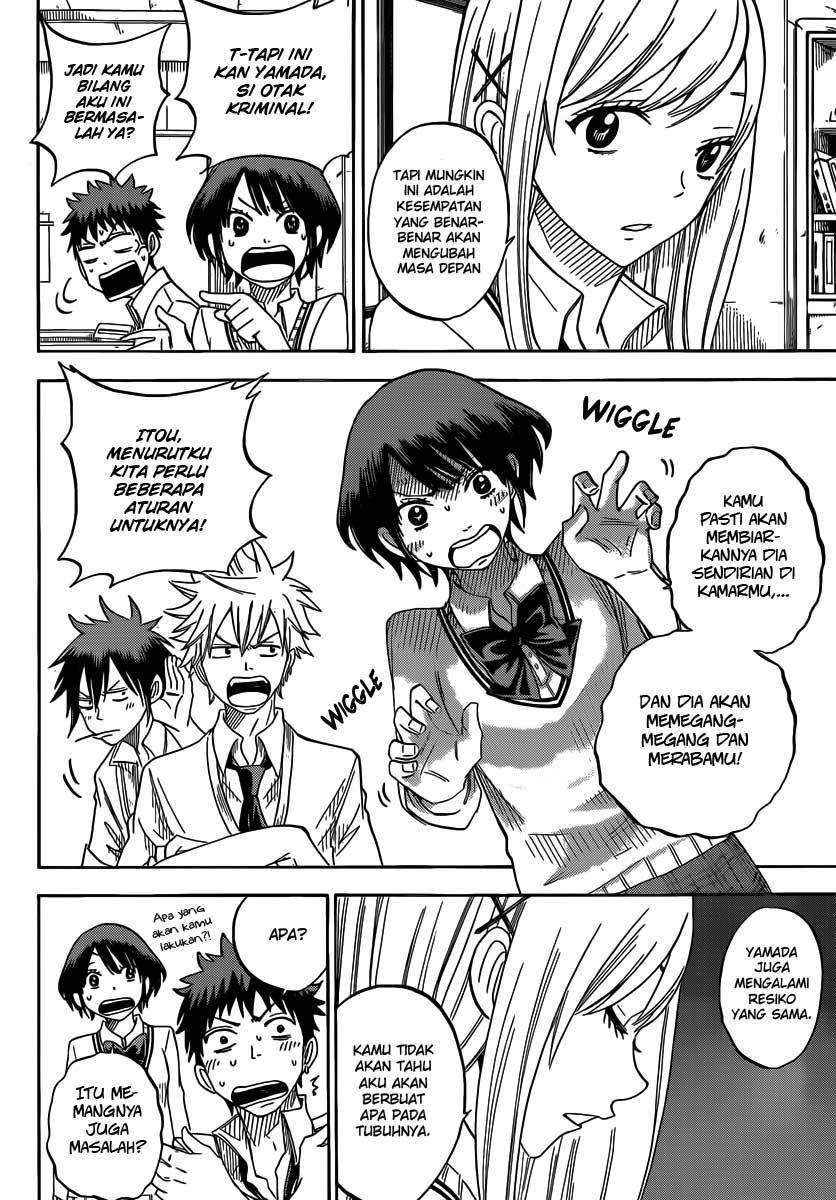 TAPI MUNGKIN
INI ADALAH
KESEMPATAN
YANG BENAR-
BENAR AKAN
MENGUBAH
MASA DEPAN
T-TAPI INI
KAN YAMADA,
SI OTAK
KRIMINAL!
JADI KAMU
BILANG
AKU INI
BERMASA-
LAH YA?
WIGGLE
KAMU
PASTI AKAN
MEMBIAR-
KANNYA DIA
SENDIRIAN DI
KAMARMU,...
DAN DIA AKAN
MEMEGANG-
MEGANG DAN
MERABAMU!
WIGGLE
ITOU,
MENURUTKU
KITA PERLU
BEBERAPA
ATURAN
UNTUKNYA!
YAMADA
JUGA
MENGALAMI
RESIKO
YANG SAMA.
KAMU TIDAK
AKAN TAHU
AKU AKAN
BERBUAT
APA PADA
TUBUHNYA.
APA?
Apa yang
akan kamu
lakukan?!
ITU ME-
MANGNYA
JUGA
MASALAH?